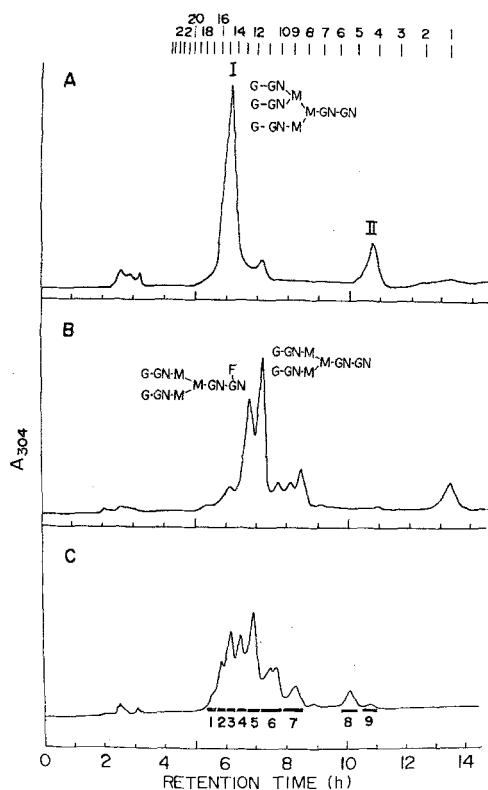 20 16
22 18 14 12 10 9 8 7 6 5 4 3 2 1
A
I
G-GN
M
G-GN M-GN-GN
G-GN-M
II
B
F
G-GN-M
M-GN-GN
G-GN-M
G-GN-M
M-GN-GN
G-GN-M
A304
C
1 2 3 4 5 6 7 8 9
0 2 4 6 8 10 12 14
RETENTION TIME (h)